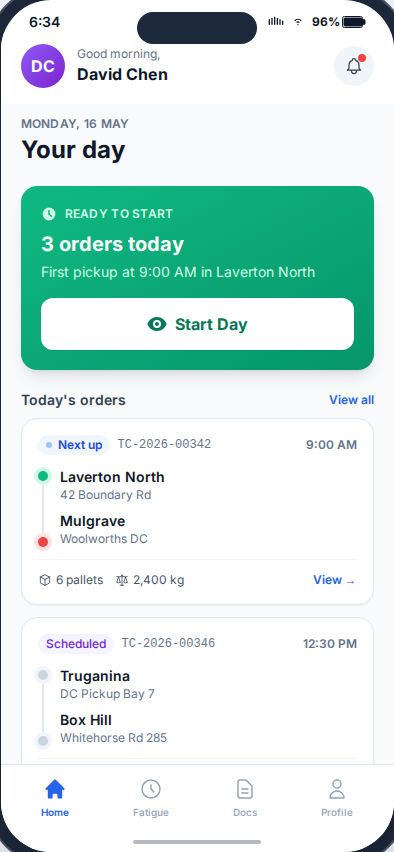 6:34
96%
DC
Good morning,
David Chen
MONDAY, 16 MAY
Your day
READY TO START
3 orders today
First pickup at 9:00 AM in Laverton North
Start Day
Today's orders
View all
Next up TC-2026-00342 9:00 AM
Laverton North
42 Boundary Rd
Mulgrave
Woolworths DC
6 pallets 2,400 kg View →
Scheduled TC-2026-00346 12:30 PM
Truganina
DC Pickup Bay 7
Box Hill
Whitehorse Rd 285
Home Fatigue Docs Profile